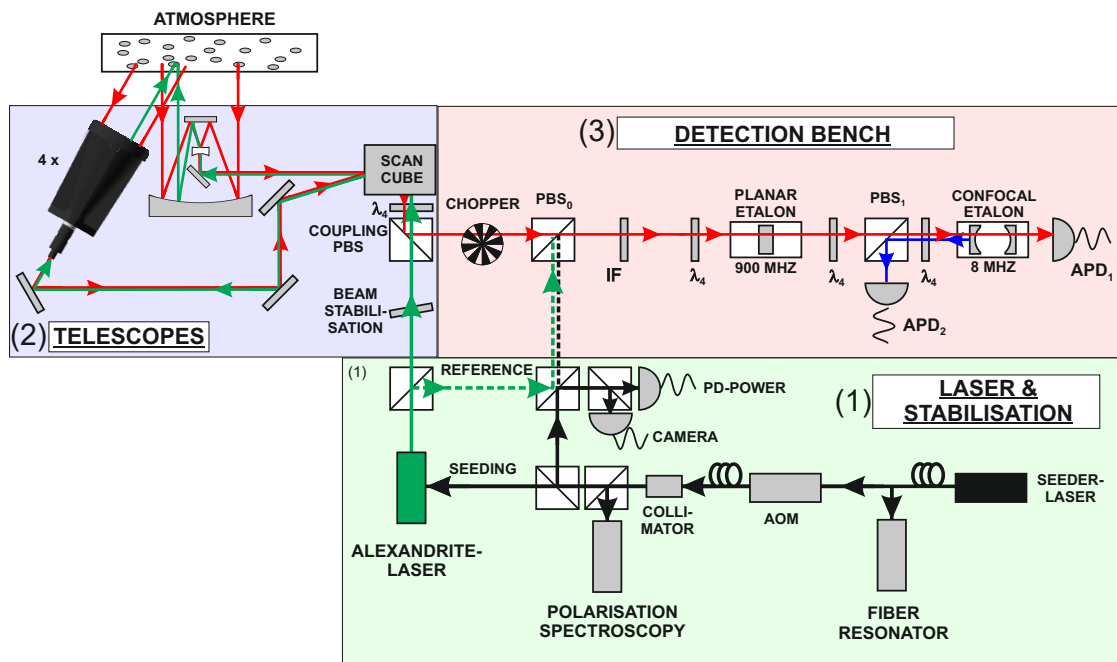 ATMOSPHERE
4 x
SCAN
CUBE
λ4
COUPLING
PBS
BEAM
STABILI-
SATION
(2) TELESCOPES
(3) DETECTION BENCH
CHOPPER
PBS0
IF
λ4
PLANAR
ETALON
900 MHZ
λ4
PBS1
λ4
CONFOCAL
ETALON
8 MHZ
APD1
APD2
(1)
REFERENCE
PD-POWER
CAMERA
(1) LASER &
STABILISATION
SEEDING
ALEXANDRITE-
LASER
POLARISATION
SPECTROSCOPY
COLLI-
MATOR
AOM
SEEDER-
LASER
FIBER
RESONATOR